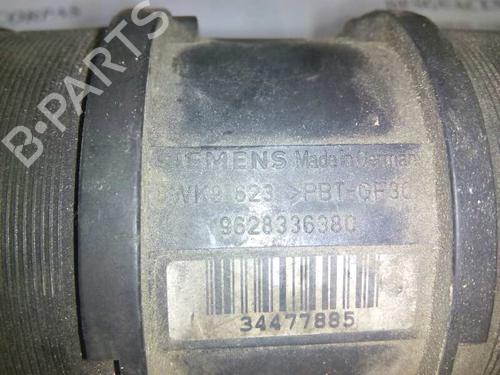 B-PARTS
SIEMENS Made in Germany
5WK9 623 >PBT-GF30
9628336380
34477885